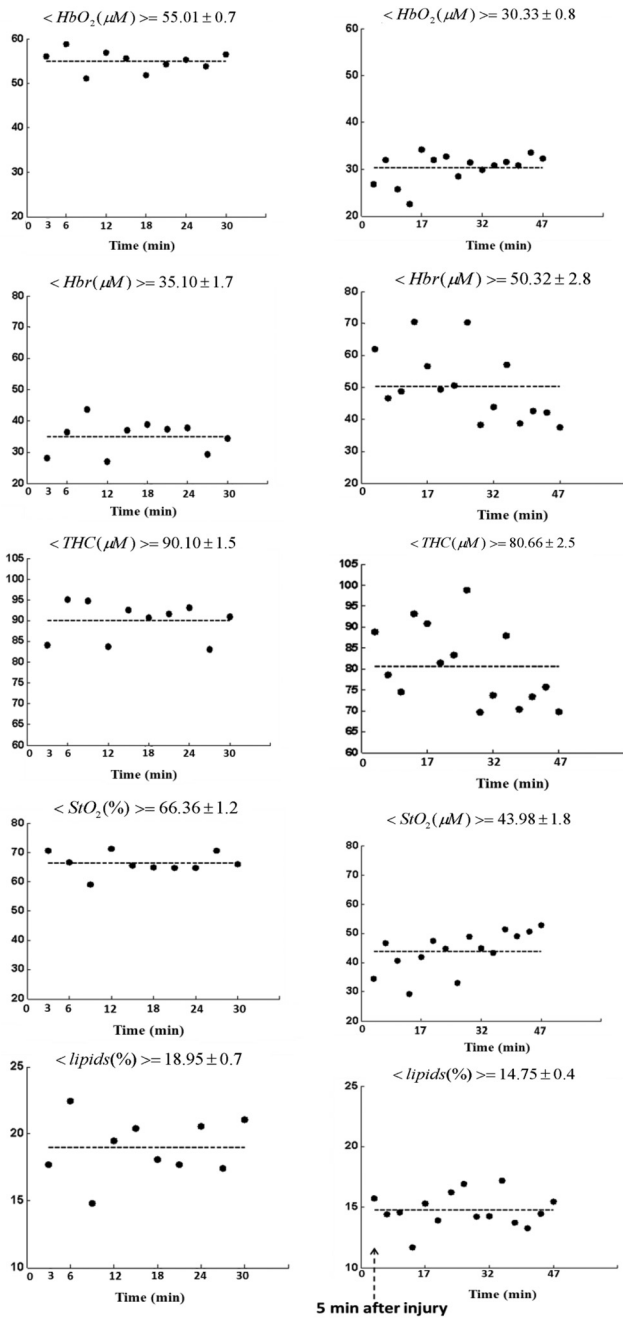 < HbO₂(μM) >= 55.01 ± 0.7
60
50
40
30
20
0 3 6 12 18 24 30
Time (min)
< HbO₂(μM) >= 30.33 ± 0.8
60
50
40
30
20
0 17 32 47
Time (min)
< Hbr(μM) >= 35.10 ± 1.7
80
70
60
50
40
30
20
0 3 6 12 18 24 30
Time (min)
< Hbr(μM) >= 50.32 ± 2.8
80
70
60
50
40
30
20
0 17 32 47
Time (min)
< THC(μM) >= 90.10 ± 1.5
105
100
95
90
85
80
75
70
65
60
0 3 6 12 18 24 30
Time (min)
< THC(μM) >= 80.66 ± 2.5
105
100
95
90
85
80
75
70
65
60
0 17 32 47
Time (min)
< StO₂(%) >= 66.36 ± 1.2
80
70
60
50
40
30
20
0 3 6 12 18 24 30
Time (min)
< StO₂(μM) >= 43.98 ± 1.8
80
70
60
50
40
30
20
0 17 32 47
Time (min)
< lipids(%) >= 18.95 ± 0.7
25
20
15
10
0 3 6 12 18 24 30
Time (min)
< lipids(%) >= 14.75 ± 0.4
25
20
15
10
0 17 32 47
Time (min)
5 min after injury